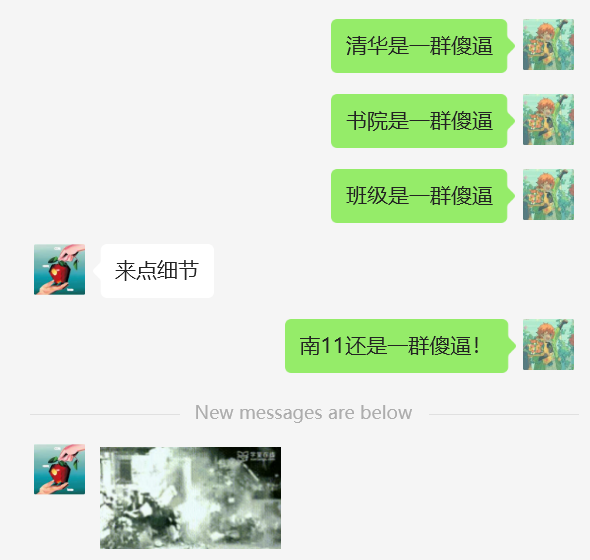 清华是一群傻逼
书院是一群傻逼
班级是一群傻逼
来点细节
南11还是一群傻逼！
New messages are below